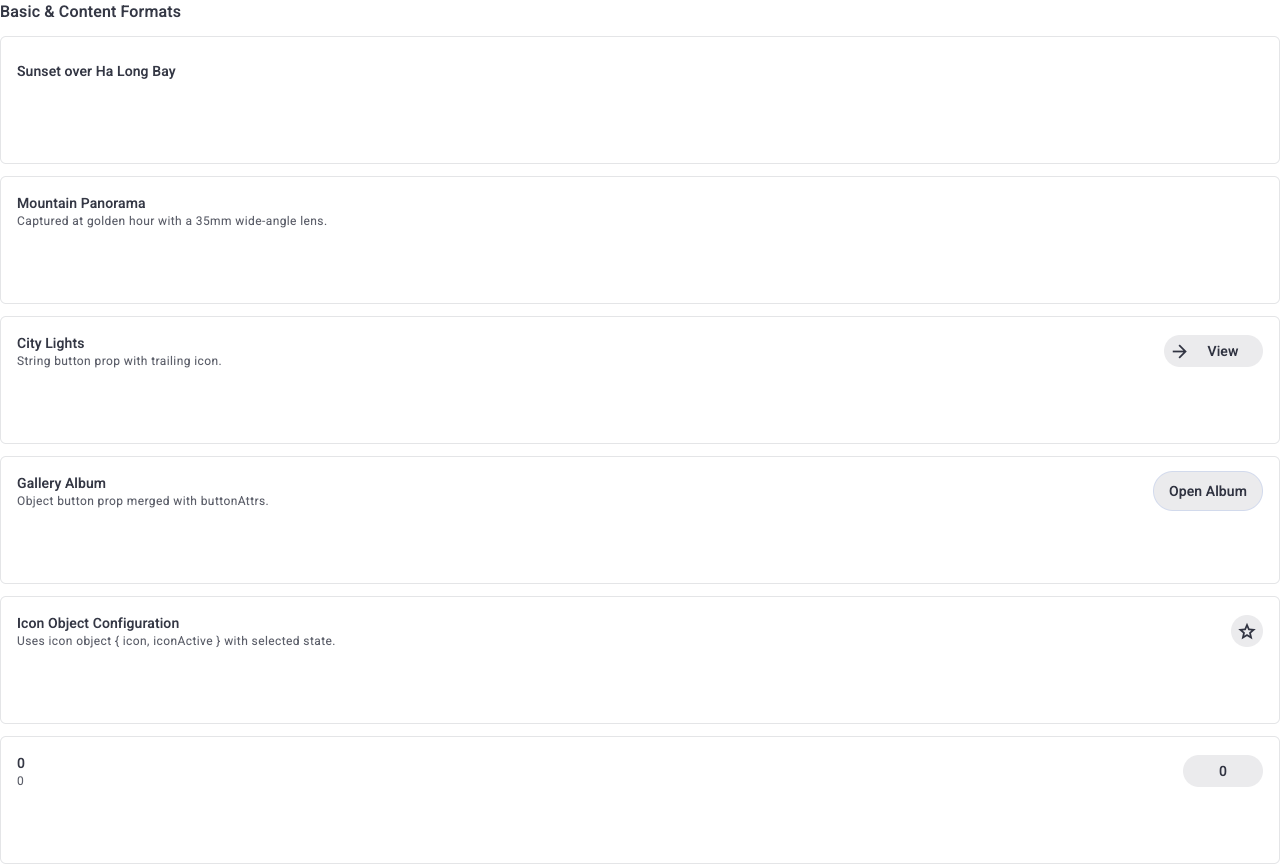 Basic & Content Formats
Sunset over Ha Long Bay
Mountain Panorama
Captured at golden hour with a 35mm wide-angle lens.
City Lights
String button prop with trailing icon.
View
Gallery Album
Object button prop merged with buttonAttrs.
Open Album
Icon Object Configuration
Uses icon object { icon, iconActive } with selected state.
0
0
0